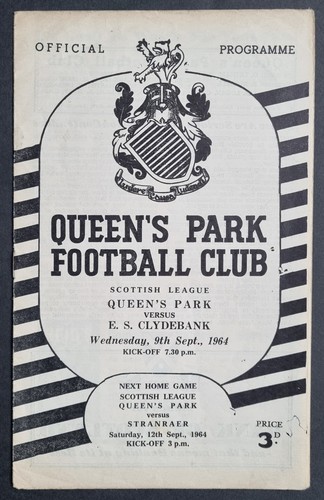 OFFICIAL PROGRAMME
QUEEN'S PARK
FOOTBALL CLUB
SCOTTISH LEAGUE
QUEEN'S PARK
VERSUS
E. S. CLYDEBANK
Wednesday, 9th Sept., 1964
KICK-OFF 7.30 p.m.
NEXT HOME GAME
SCOTTISH LEAGUE
QUEEN'S PARK
versus
STRANRAER
Saturday, 12th Sept., 1964
KICK-OFF 3 p.m.
PRICE
3D